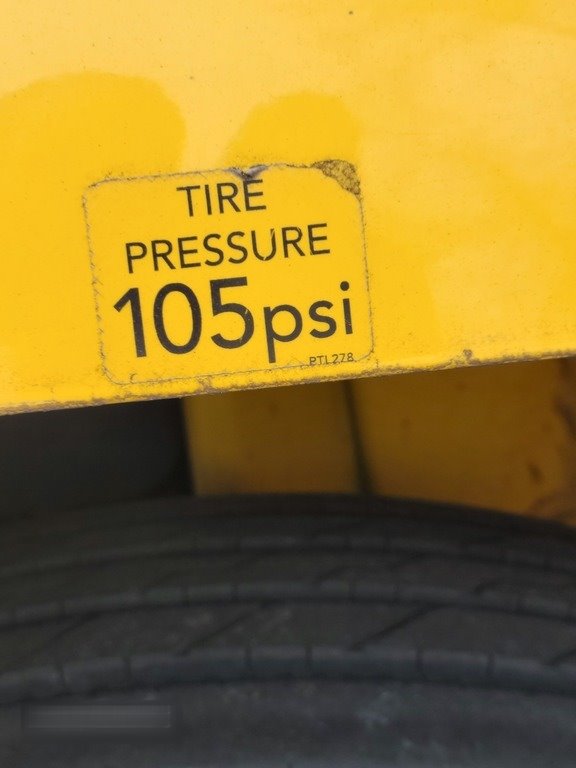 TIRE
PRESSURE
105psi
PTL278